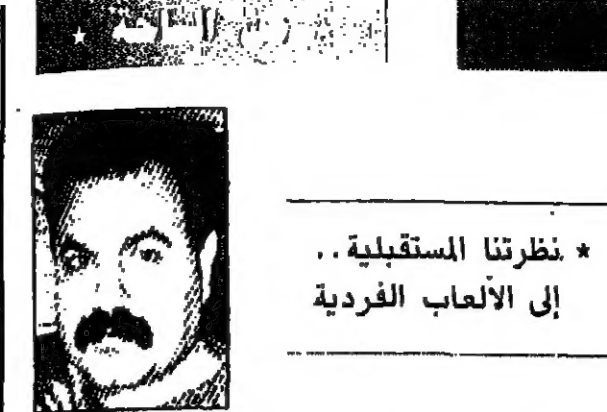 * نظرتنا المستقبلية . .
إلى الألعاب الفردية